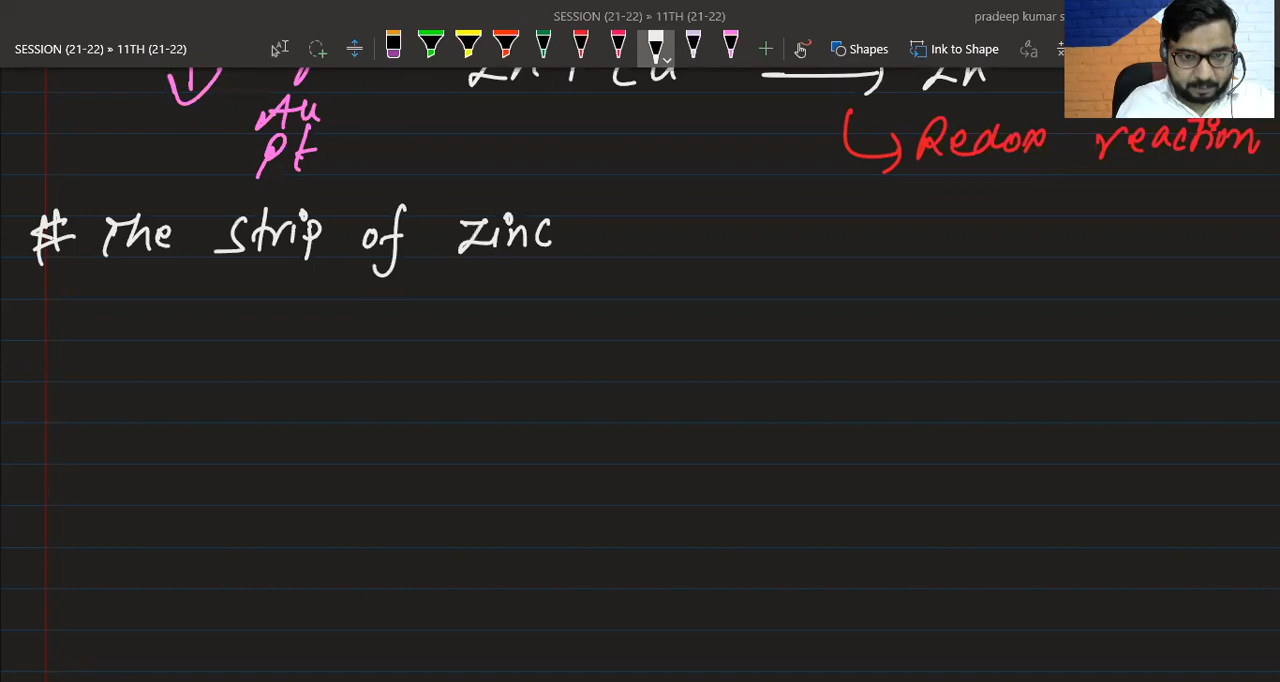 SESSION (21-22) » 11TH (21-22)
pradeep kumar s
SESSION (21-22) » 11TH (21-22)
Shapes
Ink to Shape
Au
Pt
Redox reaction
# The strip of zinc